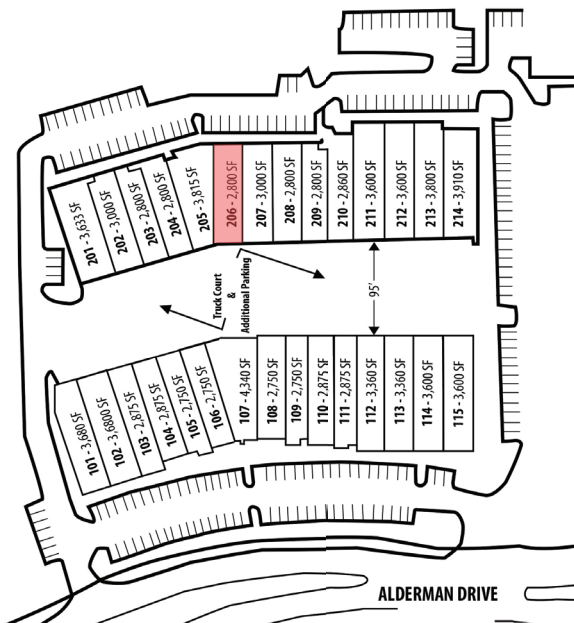 201 - 3,653 SF
202 - 3,000 SF
203 - 2,800 SF
204 - 2,800 SF
205 - 3,815 SF
206 - 2,800 SF
207 - 3,000 SF
208 - 2,800 SF
209 - 2,800 SF
210 - 2,860 SF
211 - 3,600 SF
212 - 3,600 SF
213 - 3,800 SF
214 - 3,910 SF
Truck Court
&
Additional Parking
95'
101 - 3,680 SF
102 - 3,6800 SF
103 - 2,875 SF
104 - 2,875 SF
105 - 2,750 SF
106 - 2,750 SF
107 - 4,340 SF
108 - 2,750 SF
109 - 2,750 SF
110 - 2,875 SF
111 - 2,875 SF
112 - 3,360 SF
113 - 3,360 SF
114 - 3,600 SF
115 - 3,600 SF
ALDERMAN DRIVE